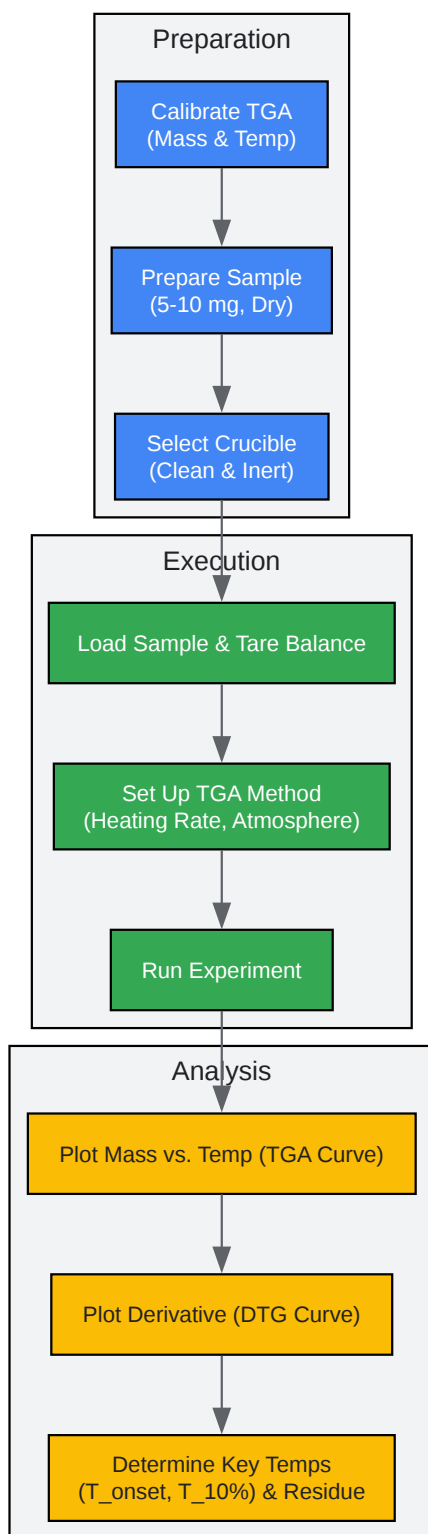 Preparation
Calibrate TGA
(Mass & Temp)
Prepare Sample
(5-10 mg, Dry)
Select Crucible
(Clean & Inert)
Execution
Load Sample & Tare Balance
Set Up TGA Method
(Heating Rate, Atmosphere)
Run Experiment
Analysis
Plot Mass vs. Temp (TGA Curve)
Plot Derivative (DTG Curve)
Determine Key Temps
(T_onset, T_10%) & Residue